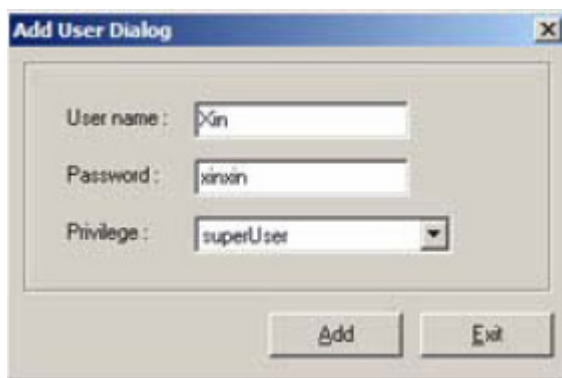 Add User Dialog
User name : Xin
Password : xinxin
Privilege : superUser
Add Exit